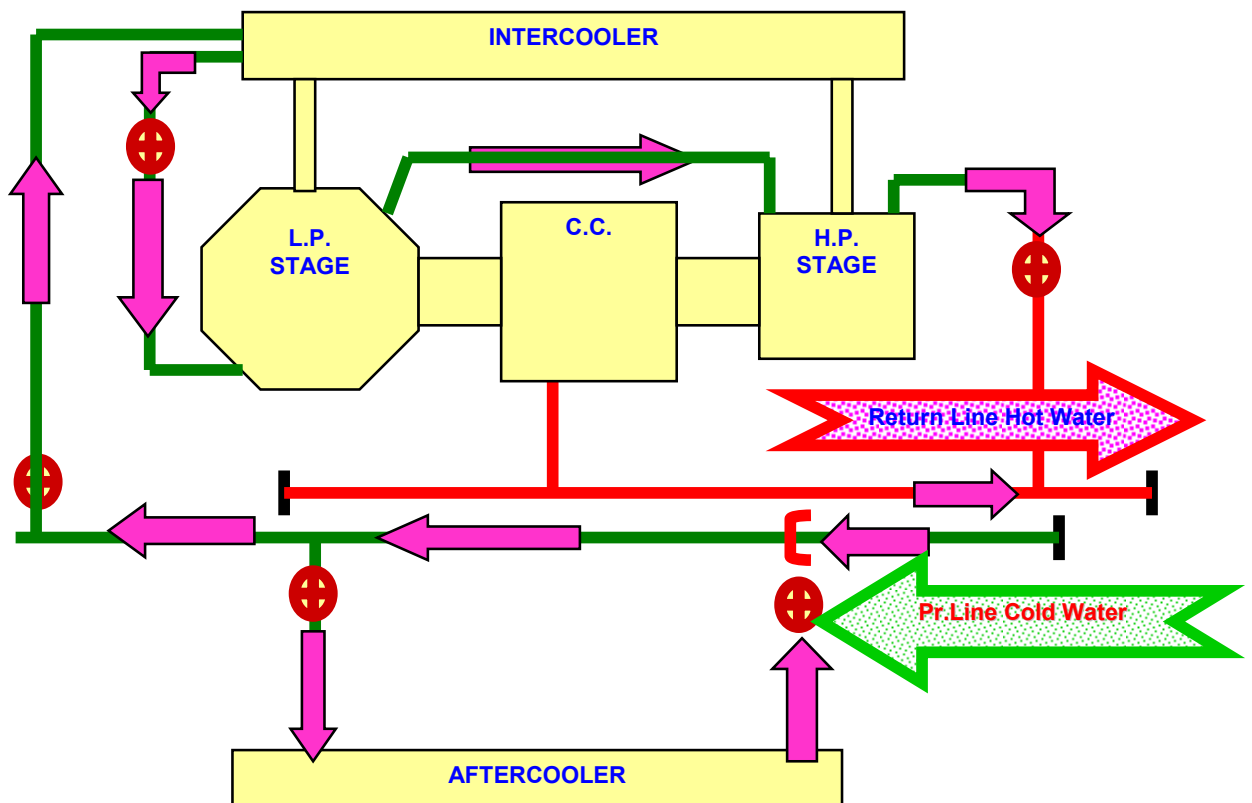 INTERCOOLER
L.P.
STAGE
C.C.
H.P.
STAGE
Return Line Hot Water
Pr.Line Cold Water
AFTERCOOLER